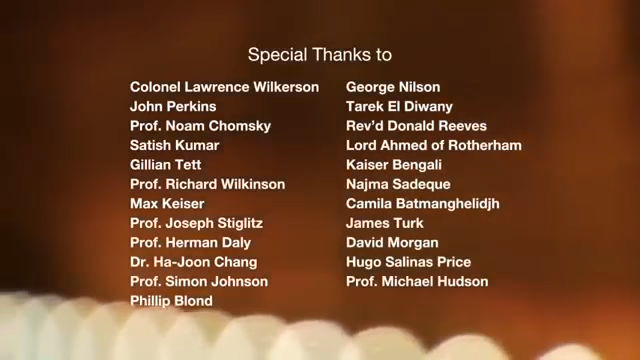 Special Thanks to
Colonel Lawrence Wilkerson
John Perkins
Prof. Noam Chomsky
Satish Kumar
Gillian Tett
Prof. Richard Wilkinson
Max Keiser
Prof. Joseph Stiglitz
Prof. Herman Daly
Dr. Ha-Joon Chang
Prof. Simon Johnson
Phillip Blond
George Nilson
Tarek El Diwany
Rev'd Donald Reeves
Lord Ahmed of Rotherham
Kaiser Bengali
Najma Sadeque
Camila Batmanghelidjh
James Turk
David Morgan
Hugo Salinas Price
Prof. Michael Hudson